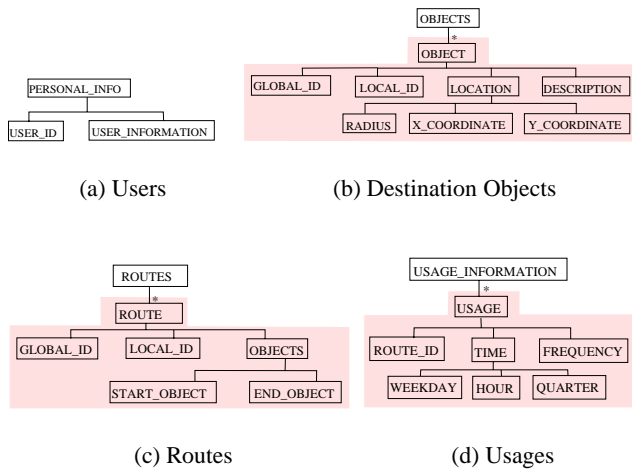 PERSONAL_INFO
USER_ID USER_INFORMATION
(a) Users
OBJECTS
*
OBJECT
GLOBAL_ID LOCAL_ID LOCATION DESCRIPTION
RADIUS X_COORDINATE Y_COORDINATE
(b) Destination Objects
ROUTES
*
ROUTE
GLOBAL_ID LOCAL_ID OBJECTS
START_OBJECT END_OBJECT
(c) Routes
USAGE_INFORMATION
*
USAGE
ROUTE_ID TIME FREQUENCY
WEEKDAY HOUR QUARTER
(d) Usages